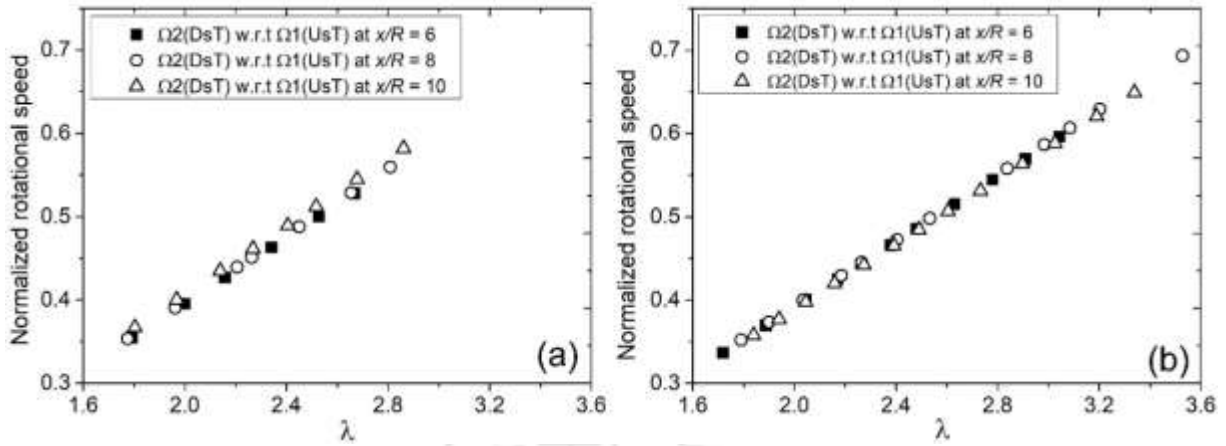 Ω2(DsT) w.r.t Ω1(UsT) at x/R = 6
Ω2(DsT) w.r.t Ω1(UsT) at x/R = 8
Ω2(DsT) w.r.t Ω1(UsT) at x/R = 10
Normalized rotational speed
0.7
0.6
0.5
0.4
0.3
1.6 2.0 2.4 2.8 3.2 3.6
λ
(a)
Ω2(DsT) w.r.t Ω1(UsT) at x/R = 6
Ω2(DsT) w.r.t Ω1(UsT) at x/R = 8
Ω2(DsT) w.r.t Ω1(UsT) at x/R = 10
Normalized rotational speed
0.7
0.6
0.5
0.4
0.3
1.6 2.0 2.4 2.8 3.2 3.6
λ
(b)